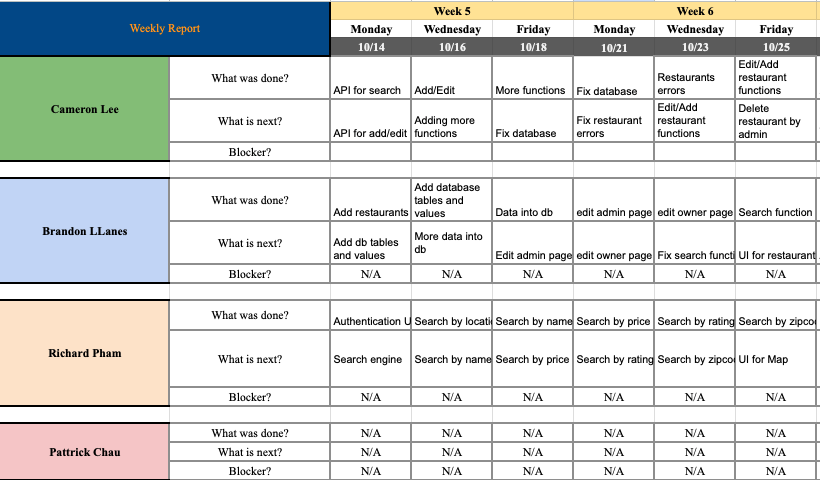 Weekly Report
Week 5 Week 6
Monday Wednesday Friday Monday Wednesday Friday
10/14 10/16 10/18 10/21 10/23 10/25
Cameron Lee
What was done?
API for search
Add/Edit
More functions
Fix database
Restaurants
errors
Edit/Add
restaurant
functions
What is next?
API for add/edit
Adding more
functions
Fix database
Fix restaurant
errors
Edit/Add
restaurant
functions
Delete
restaurant by
admin
Blocker?
Brandon LLanes
What was done?
Add restaurants
Add database
tables and
values
Data into db
edit admin page
edit owner page
Search function
What is next?
Add db tables
and values
More data into
db
Edit admin page
edit owner page
Fix search functi
UI for restaurant
Blocker?
N/A N/A N/A N/A N/A N/A
Richard Pham
What was done?
Authentication U
Search by locati
Search by name
Search by price
Search by rating
Search by zipco
What is next?
Search engine
Search by name
Search by price
Search by rating
Search by zipco
UI for Map
Blocker?
N/A N/A N/A N/A N/A N/A
Pattrick Chau
What was done?
N/A N/A N/A N/A N/A N/A
What is next?
N/A N/A N/A N/A N/A N/A
Blocker?
N/A N/A N/A N/A N/A N/A